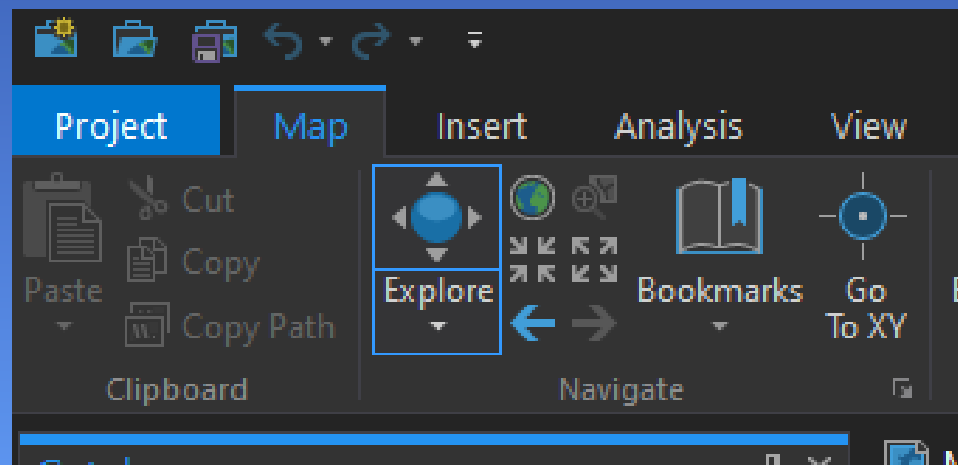 Project Map Insert Analysis View
Cut
Copy
Paste
Copy Path
Explore
Bookmarks
Go
To XY
Clipboard
Navigate